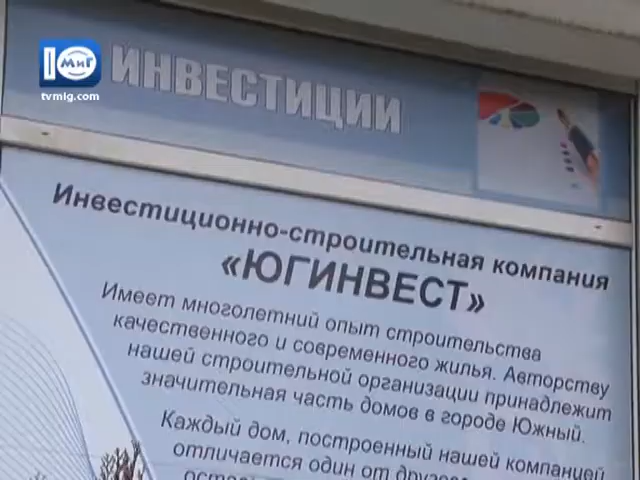 МиГ
tvmig.com
ИНВЕСТИЦИИ
Инвестиционно-строительная компания
«ЮГИНВЕСТ»
Имеет многолетний опыт строительства
качественного и современного жилья. Авторству
нашей строительной организации принадлежит
значительная часть домов в городе Южный.
Каждый дом, построенный нашей компанией
отличается один от